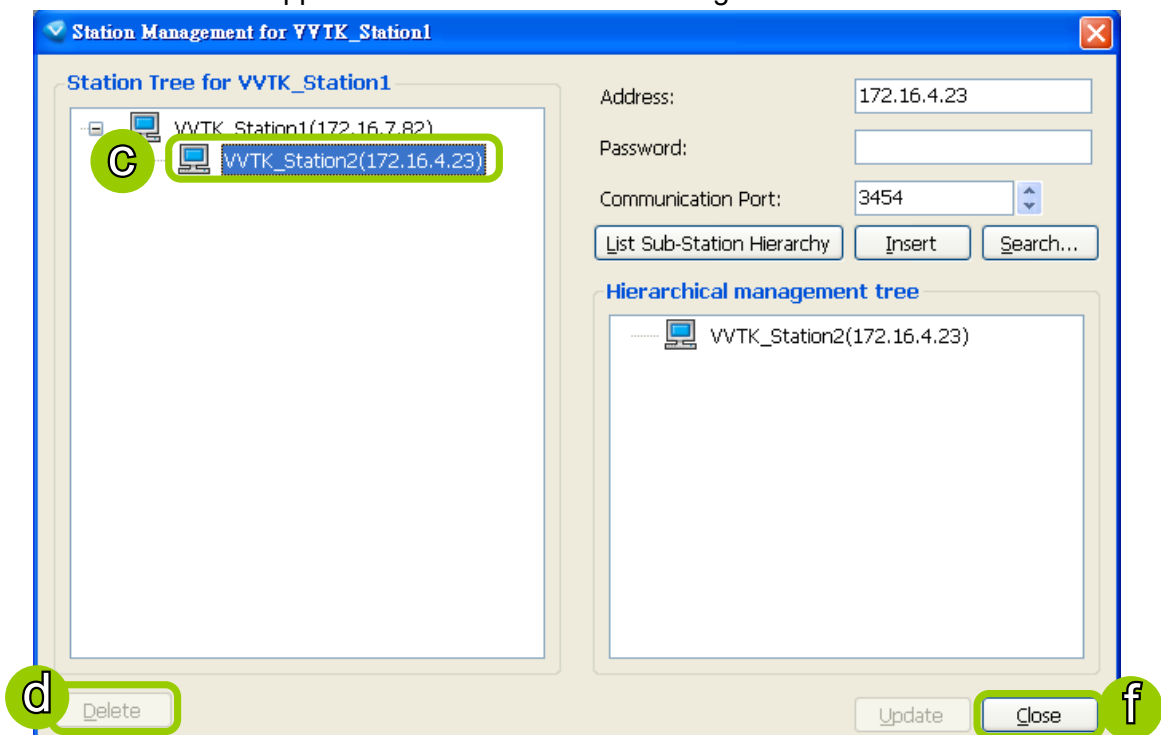 Station Management for VVTK_Station1
Station Tree for VVTK_Station1
VVTK_Station1(172.16.7.82)
c
VVTK_Station2(172.16.4.23)
Address:
172.16.4.23
Password:
Communication Port:
3454
List Sub-Station Hierarchy
Insert
Search...
Hierarchical management tree
VVTK_Station2(172.16.4.23)
d
Delete
Update
Close
f